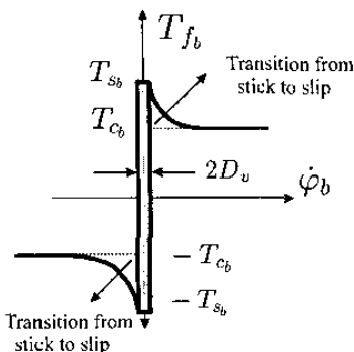 T_{f_b}
Transition from
stick to slip
T_{s_b}
T_{c_b}
2D_v
φ̇_b
− T_{c_b}
− T_{s_b}
Transition from
stick to slip